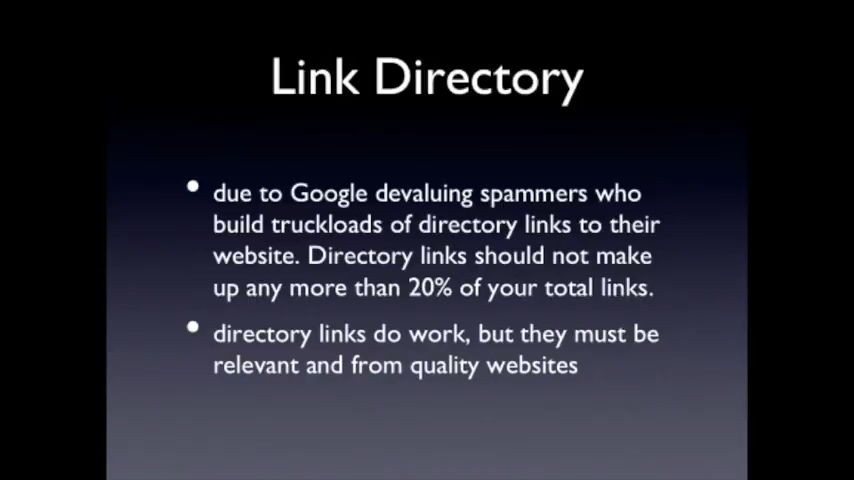 Link Directory
• due to Google devaluing spammers who
build truckloads of directory links to their
website. Directory links should not make
up any more than 20% of your total links.
• directory links do work, but they must be
relevant and from quality websites